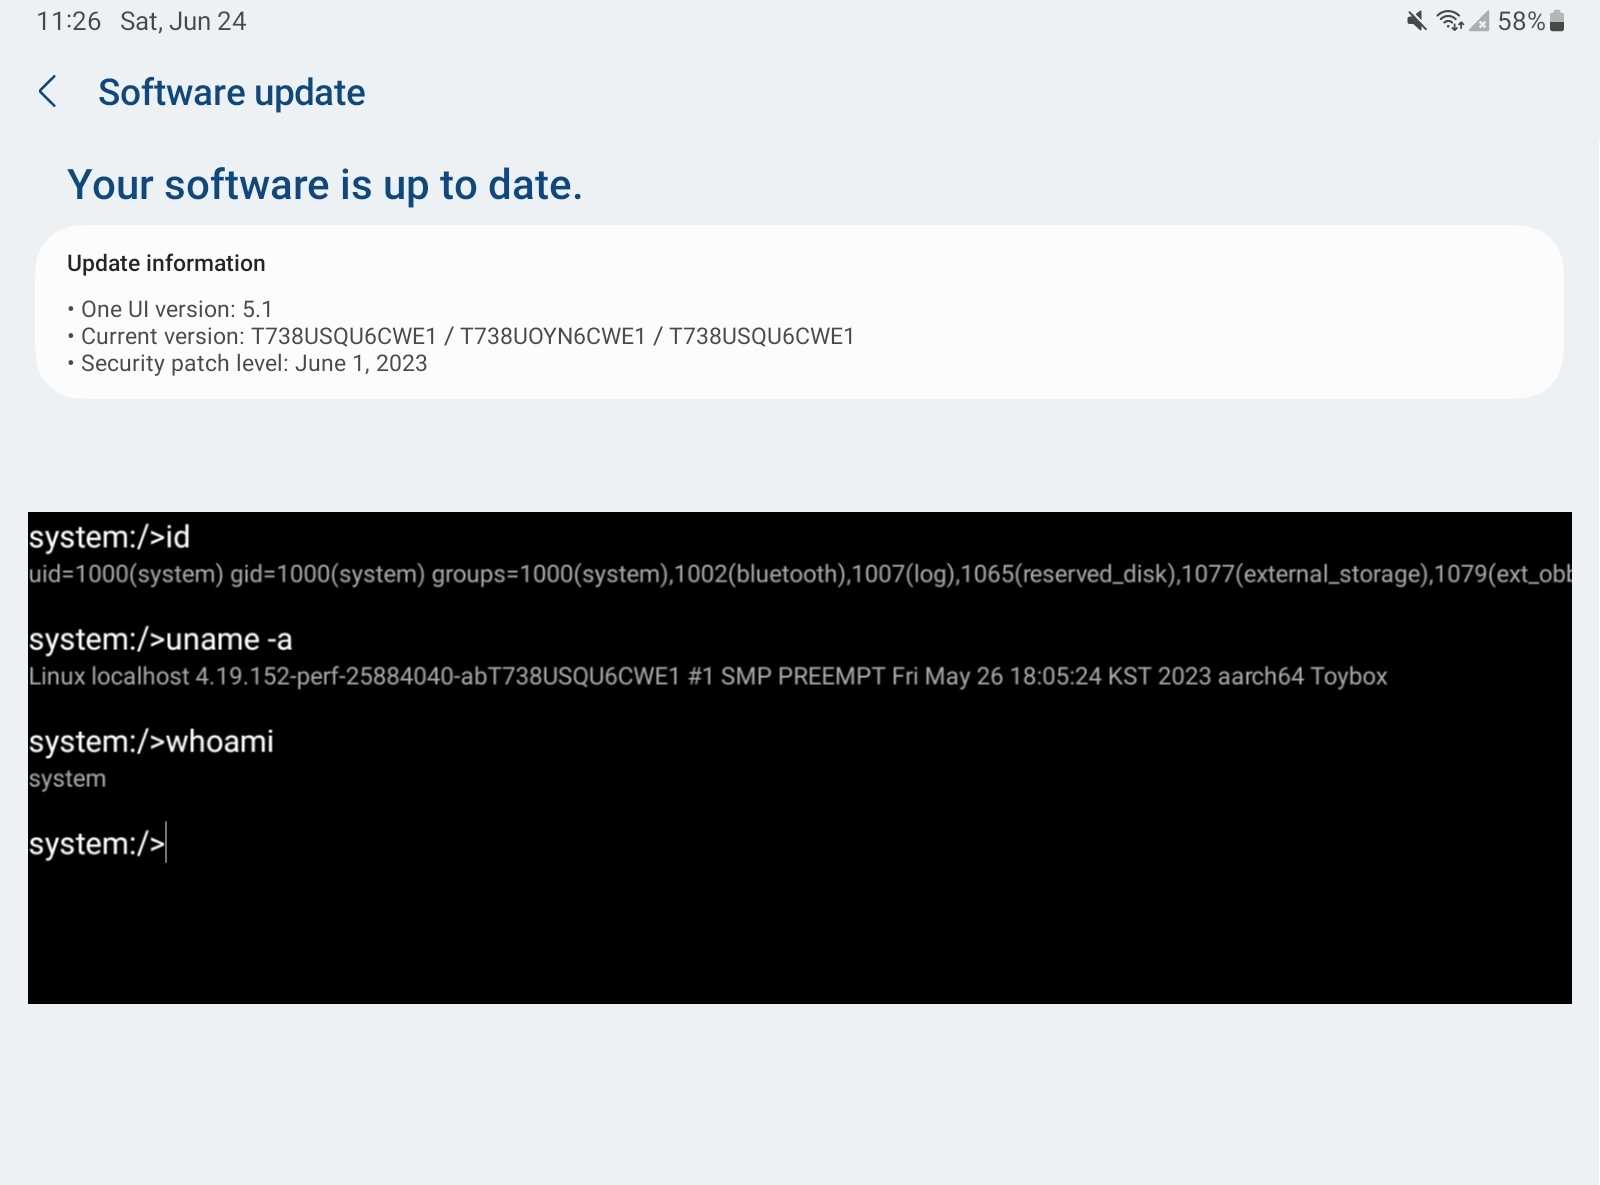 11:26 Sat, Jun 24 58%
Software update
Your software is up to date.
Update information
• One UI version: 5.1
• Current version: T738USQU6CWE1 / T738UOYN6CWE1 / T738USQU6CWE1
• Security patch level: June 1, 2023
system:/>id
uid=1000(system) gid=1000(system) groups=1000(system),1002(bluetooth),1007(log),1065(reserved_disk),1077(external_storage),1079(ext_obb
system:/>uname -a
Linux localhost 4.19.152-perf-25884040-abT738USQU6CWE1 #1 SMP PREEMPT Fri May 26 18:05:24 KST 2023 aarch64 Toybox
system:/>whoami
system
system:/>